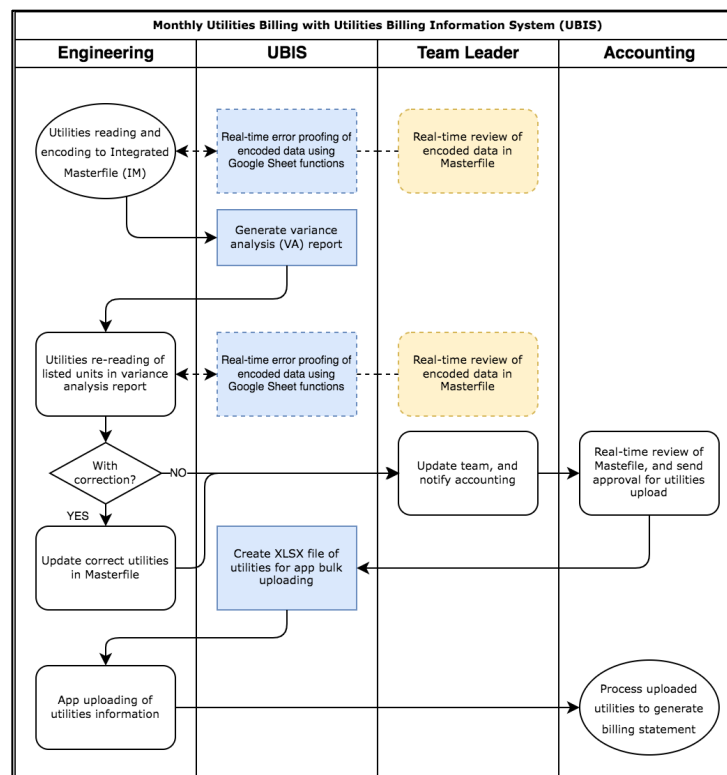 Monthly Utilities Billing with Utilities Billing Information System (UBIS)
Engineering
UBIS
Team Leader
Accounting
Utilities reading and
encoding to Integrated
Masterfile (IM)
Real-time error proofing of
encoded data using
Google Sheet functions
Real-time review of
encoded data in
Masterfile
Generate variance
analysis (VA) report
Utilities re-reading of
listed units in variance
analysis report
Real-time error proofing of
encoded data using
Google Sheet functions
Real-time review of
encoded data in
Masterfile
With
correction?
NO
YES
Update team, and
notify accounting
Real-time review of
Mastefile, and send
approval for utilities
upload
Update correct utilities
in Masterfile
Create XLSX file of
utilities for app bulk
uploading
App uploading of
utilities information
Process uploaded
utilities to generate
billing statement